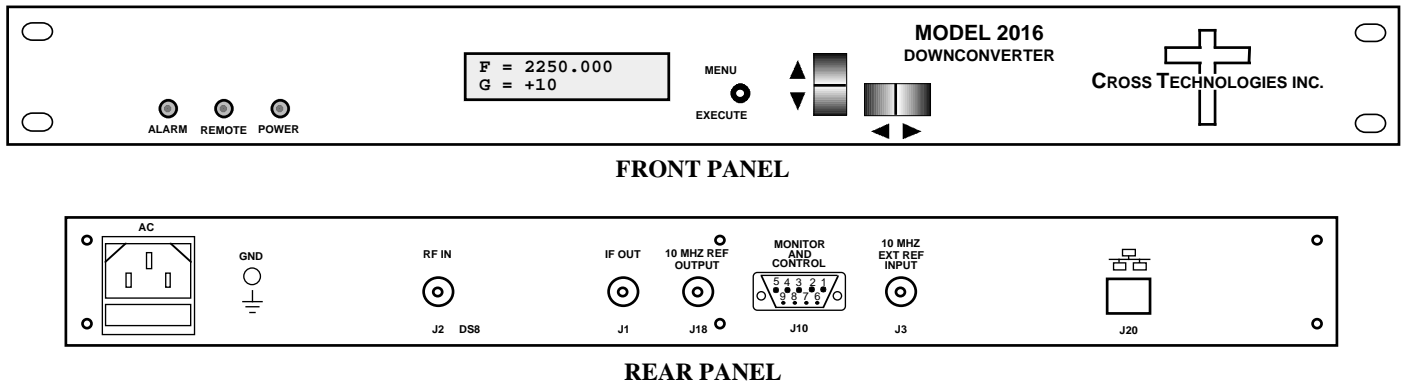 MODEL 2016
DOWNCONVERTER
F = 2250.000
G = +10
MENU
EXECUTE
CROSS TECHNOLOGIES INC.
ALARM REMOTE POWER
FRONT PANEL
AC
GND
RF IN
IF OUT
10 MHZ REF
OUTPUT
MONITOR
AND
CONTROL
10 MHZ
EXT REF
INPUT
5 4 3 2 1
9 8 7 6
J2 DS8
J1
J18
J10
J3
J20
REAR PANEL